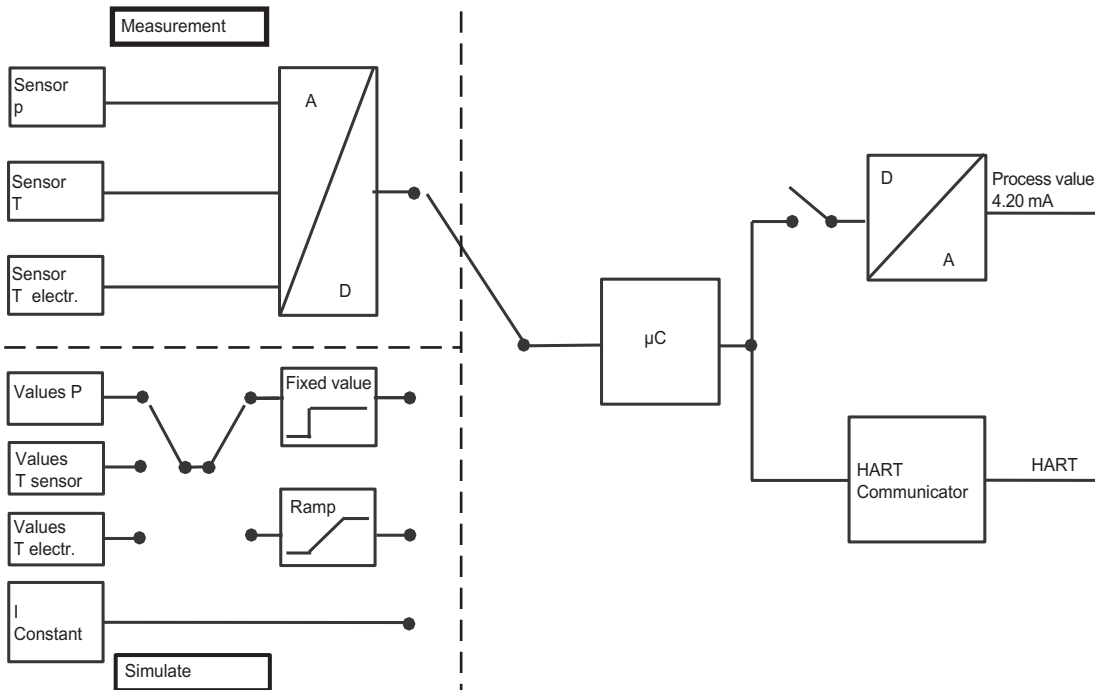 Measurement
Sensor
p
Sensor
T
Sensor
T electr.
A
D
Values P
Values
T sensor
Values
T electr.
I
Constant
Fixed value
Ramp
Simulate
µC
D
A
Process value
4.20 mA
HART
Communicator
HART